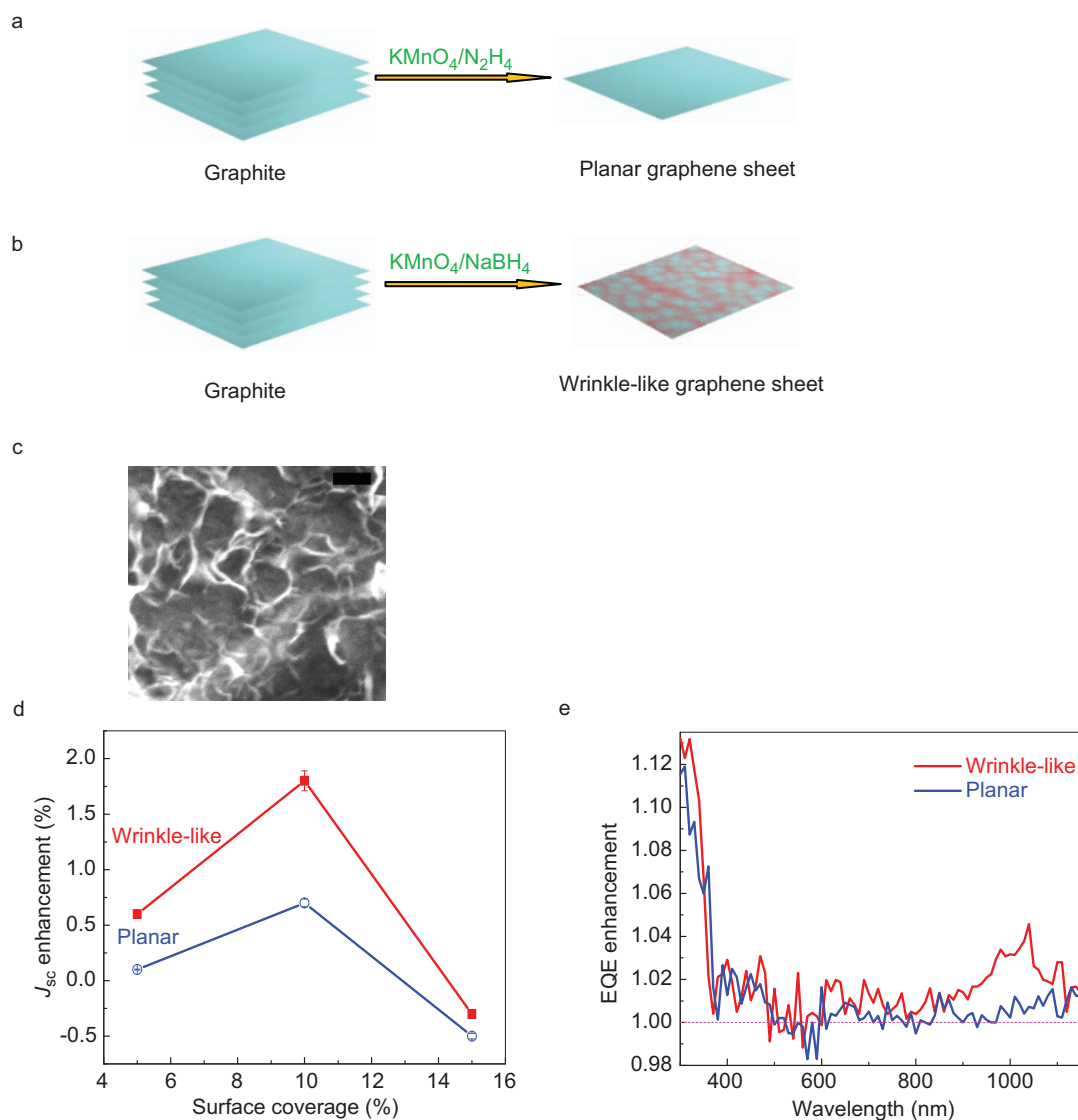 a
KMnO4/N2H4
Graphite
Planar graphene sheet
b
KMnO4/NaBH4
Graphite
Wrinkle-like graphene sheet
c
d
2.0
1.5
1.0
0.5
0.0
-0.5
Jsc enhancement (%)
Wrinkle-like
Planar
4 6 8 10 12 14 16
Surface coverage (%)
e
1.12
1.10
1.08
1.06
1.04
1.02
1.00
0.98
EQE enhancement
Wrinkle-like
Planar
400 600 800 1000
Wavelength (nm)